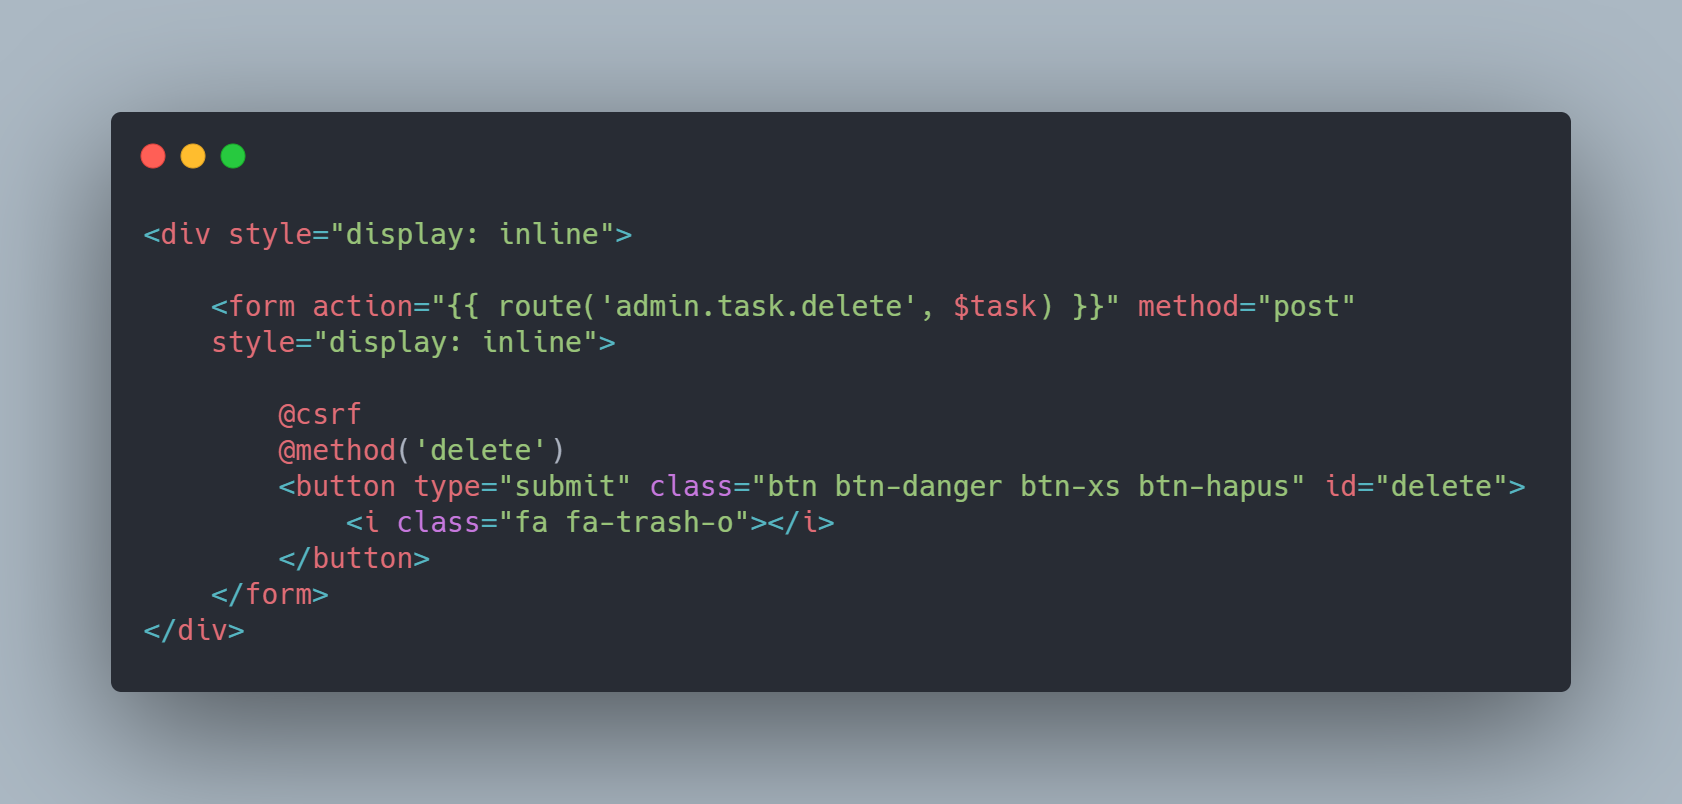 <div style="display: inline">
<form action="{{ route('admin.task.delete', $task) }}" method="post"
style="display: inline">
@csrf
@method('delete')
<button type="submit" class="btn btn-danger btn-xs btn-hapus" id="delete">
<i class="fa fa-trash-o"></i>
</button>
</form>
</div>